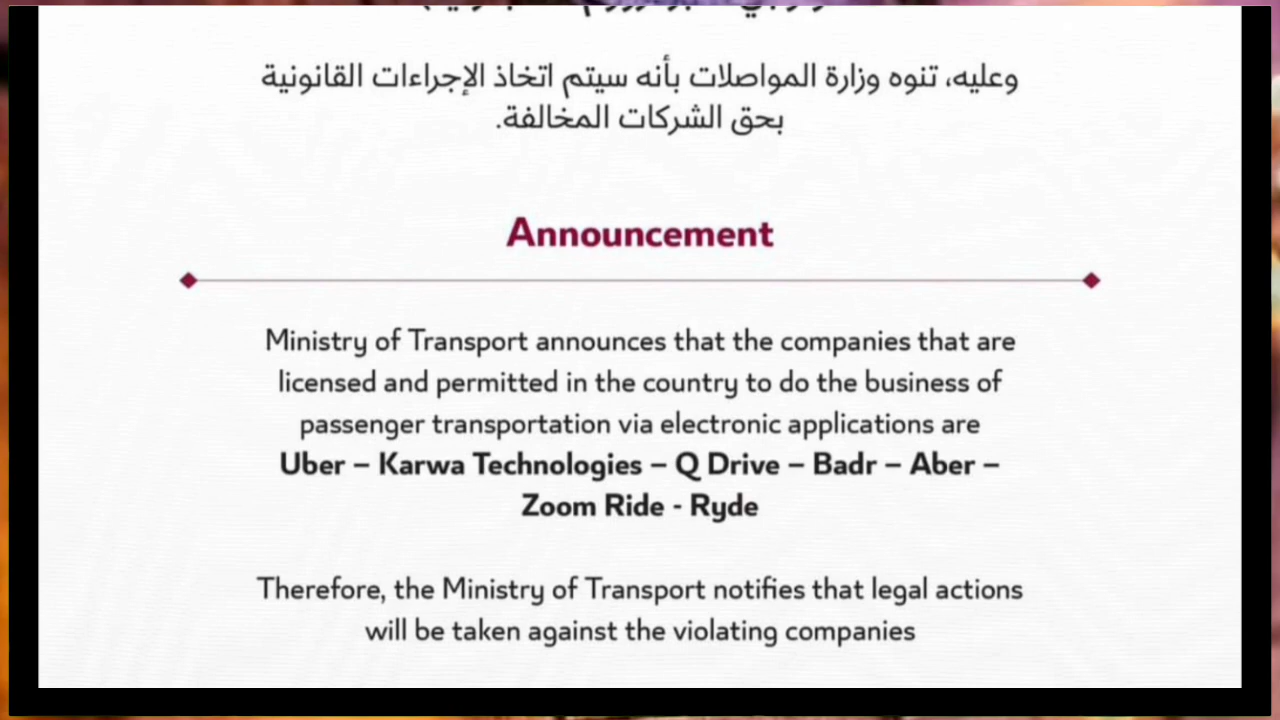 وعليه، تنوه وزارة المواصلات بأنه سيتم اتخاذ الإجراءات القانونية
بحق الشركات المخالفة.
Announcement
Ministry of Transport announces that the companies that are
licensed and permitted in the country to do the business of
passenger transportation via electronic applications are
Uber – Karwa Technologies – Q Drive – Badr – Aber –
Zoom Ride - Ryde
Therefore, the Ministry of Transport notifies that legal actions
will be taken against the violating companies